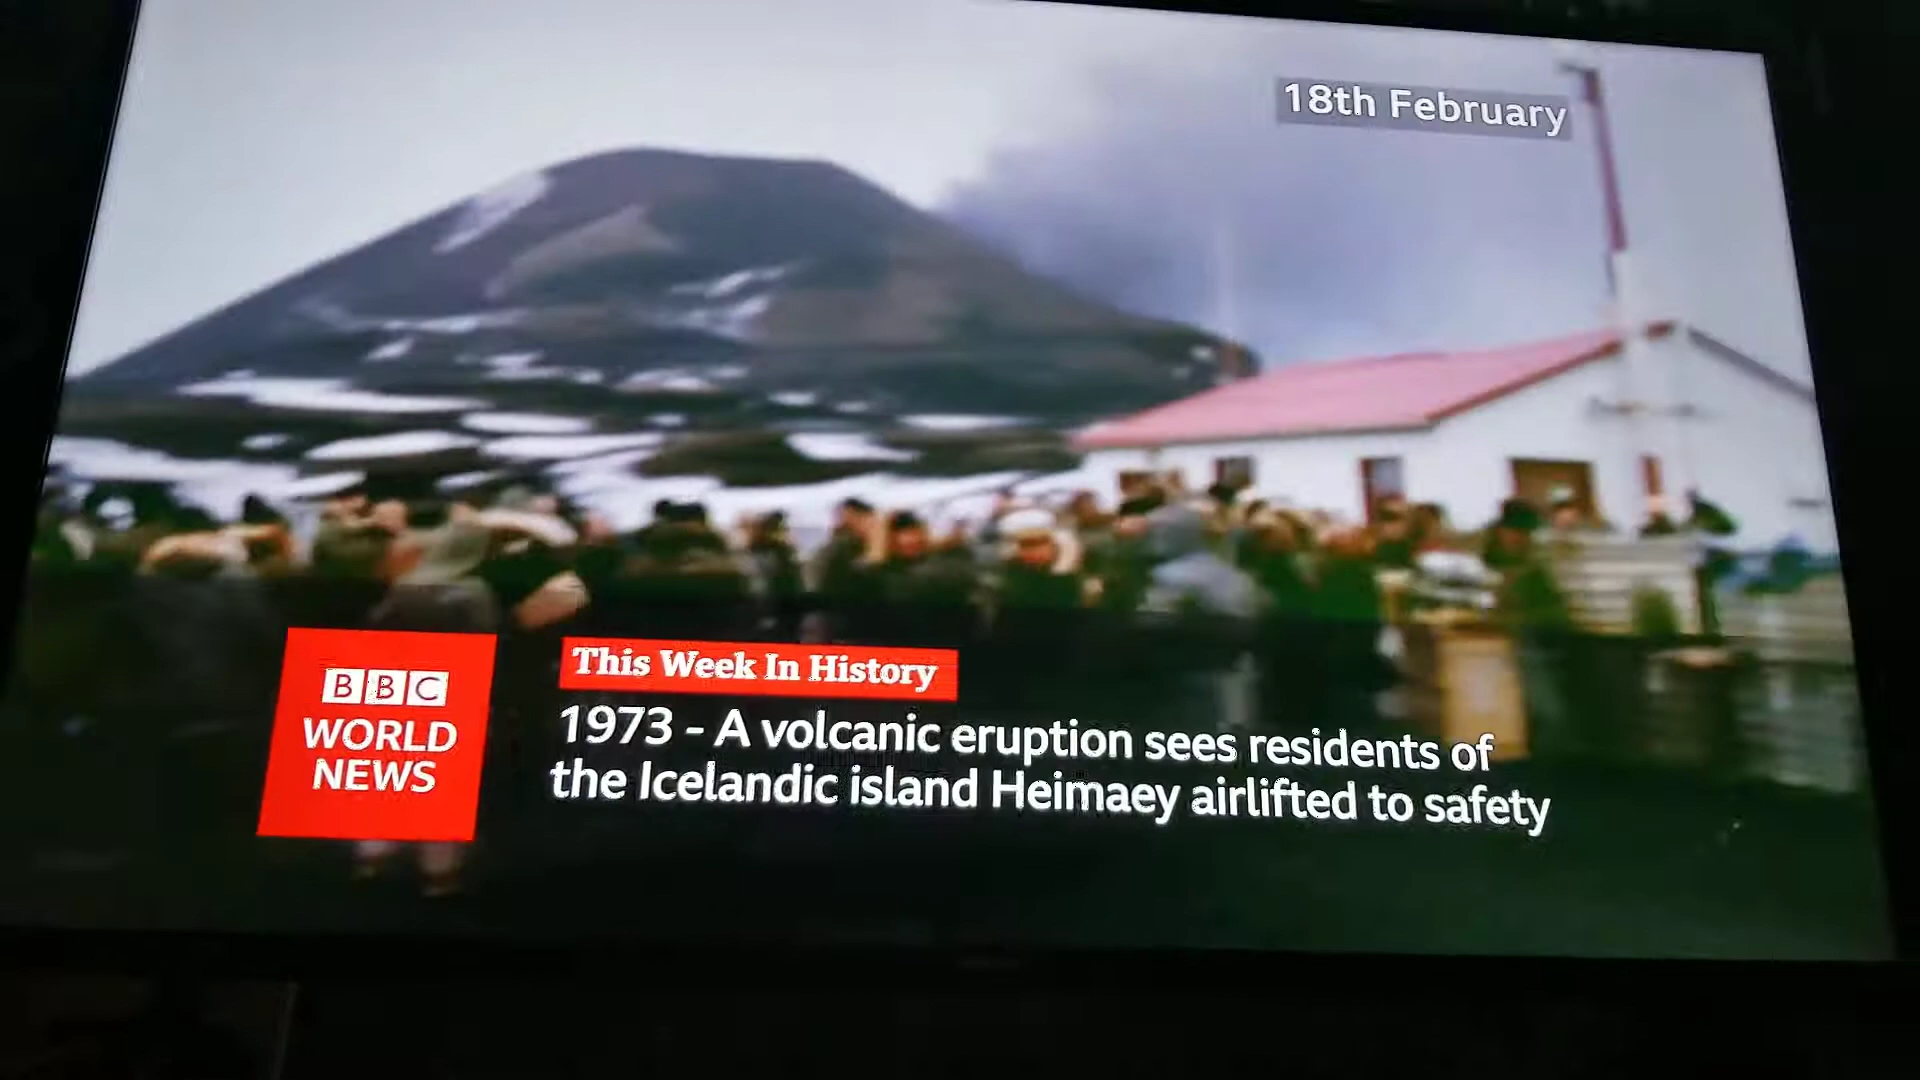 18th February
BBC
WORLD
NEWS
This Week In History
1973 - A volcanic eruption sees residents of
the Icelandic island Heimaey airlifted to safety